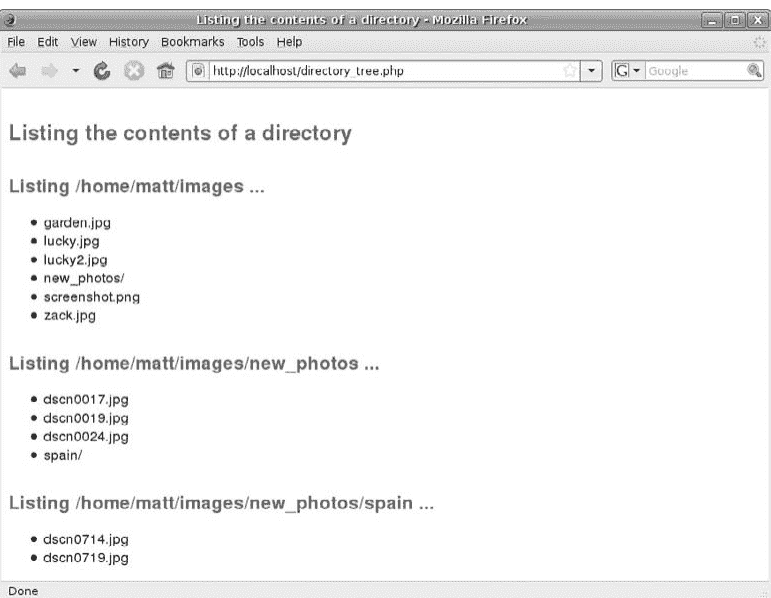 Listing the contents of a directory - Mozilla Firefox
File Edit View History Bookmarks Tools Help
http://localhost/directory_tree.php G Google
Listing the contents of a directory
Listing /home/matt/images ...
• garden.jpg
• lucky.jpg
• lucky2.jpg
• new_photos/
• screenshot.png
• zack.jpg
Listing /home/matt/images/new_photos ...
• dscn0017.jpg
• dscn0019.jpg
• dscn0024.jpg
• spain/
Listing /home/matt/images/new_photos/spain ...
• dscn0714.jpg
• dscn0719.jpg
Done